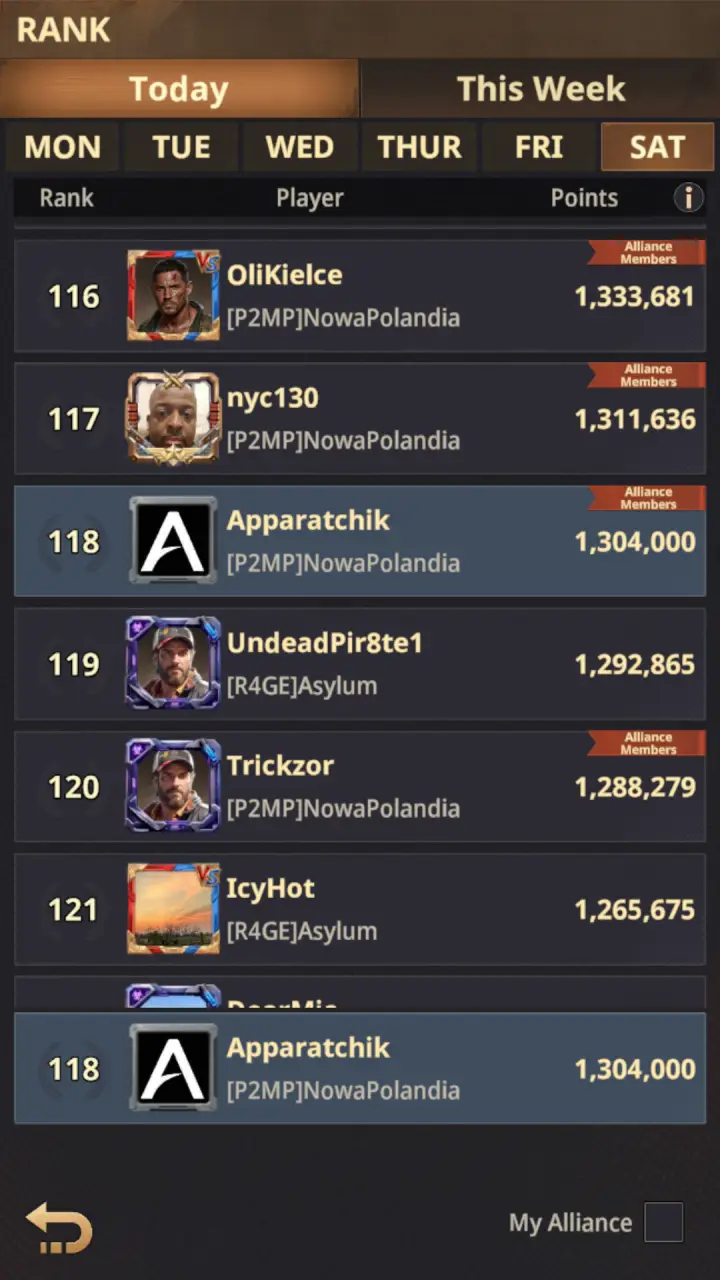 RANK
Today
This Week
MON
TUE
WED
THUR
FRI
SAT
Rank
Player
Points
116
OliKielce
[P2MP]NowaPolandia
Alliance
Members
1,333,681
117
nyc130
[P2MP]NowaPolandia
Alliance
Members
1,311,636
118
Apparatchik
[P2MP]NowaPolandia
Alliance
Members
1,304,000
119
UndeadPir8te1
[R4GE]Asylum
1,292,865
120
Trickzor
[P2MP]NowaPolandia
Alliance
Members
1,288,279
121
IcyHot
[R4GE]Asylum
1,265,675
118
Apparatchik
[P2MP]NowaPolandia
1,304,000
My Alliance